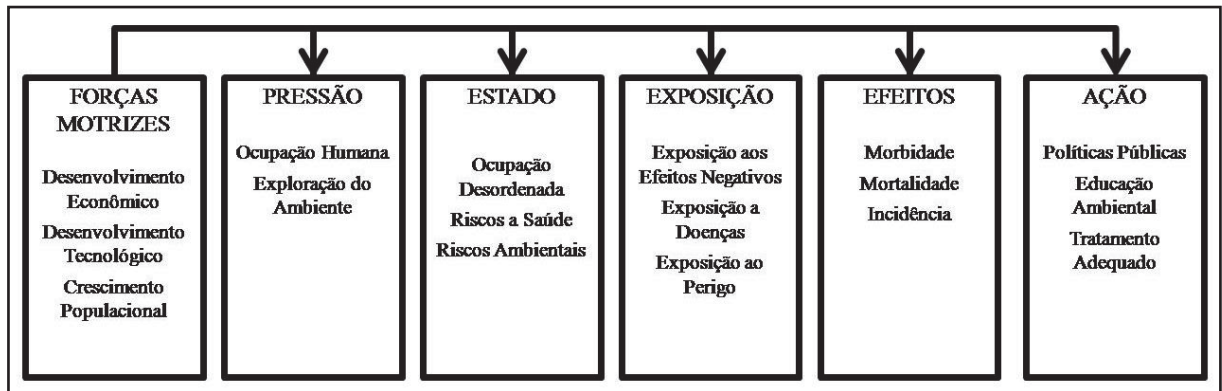 FORÇAS
MOTRIZES
Desenvolvimento
Econômico
Desenvolvimento
Tecnológico
Crescimento
Populacional
PRESSÃO
Ocupação Humana
Exploração do
Ambiente
ESTADO
Ocupação
Desordenada
Riscos a Saúde
Riscos Ambientais
EXPOSIÇÃO
Exposição aos
Efeitos Negativos
Exposição a
Doenças
Exposição ao
Perigo
EFEITOS
Morbidade
Mortalidade
Incidência
AÇÃO
Políticas Públicas
Educação
Ambiental
Tratamento
Adequado